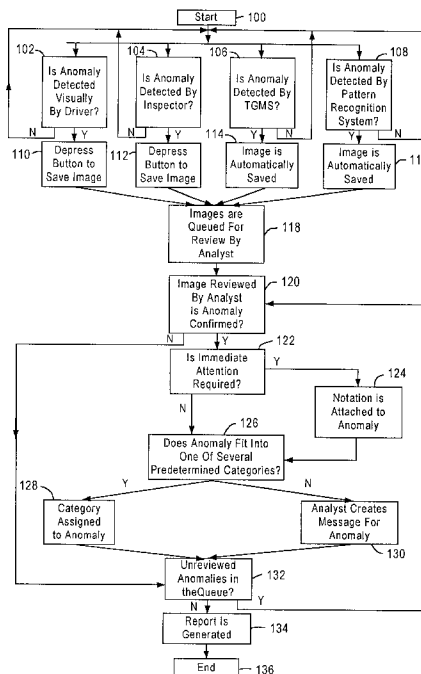 Start
100
102
Is Anomaly
Detected
Visually
By Driver?
104
Is Anomaly
Detected By
Inspector?
106
Is Anomaly
Detected By
TGMS?
108
Is Anomaly
Detected By
Pattern
Recognition
System?
N
Y
N
Y
Y
N
Y
N
110
Depress
Button to
Save Image
112
Depress
Button to
Save Image
114
Image is
Automatically
Saved
Image is
Automatically
Saved
Images are
Queued For
Review By
Analyst
118
Image Reviewed
By Analyst
Is Anomaly
Confirmed?
120
N
Y
122
Is Immediate
Attention
Required?
Y
N
124
Notation is
Attached to
Anomaly
126
Does Anomaly Fit Into
One Of Several
Predetermined Categories?
Y
N
128
Category
Assigned
to Anomaly
Analyst Creates
Message For
Anomaly
130
Unreviewed
Anomalies in
theQueue?
132
N
Y
Report is
Generated
134
End
136